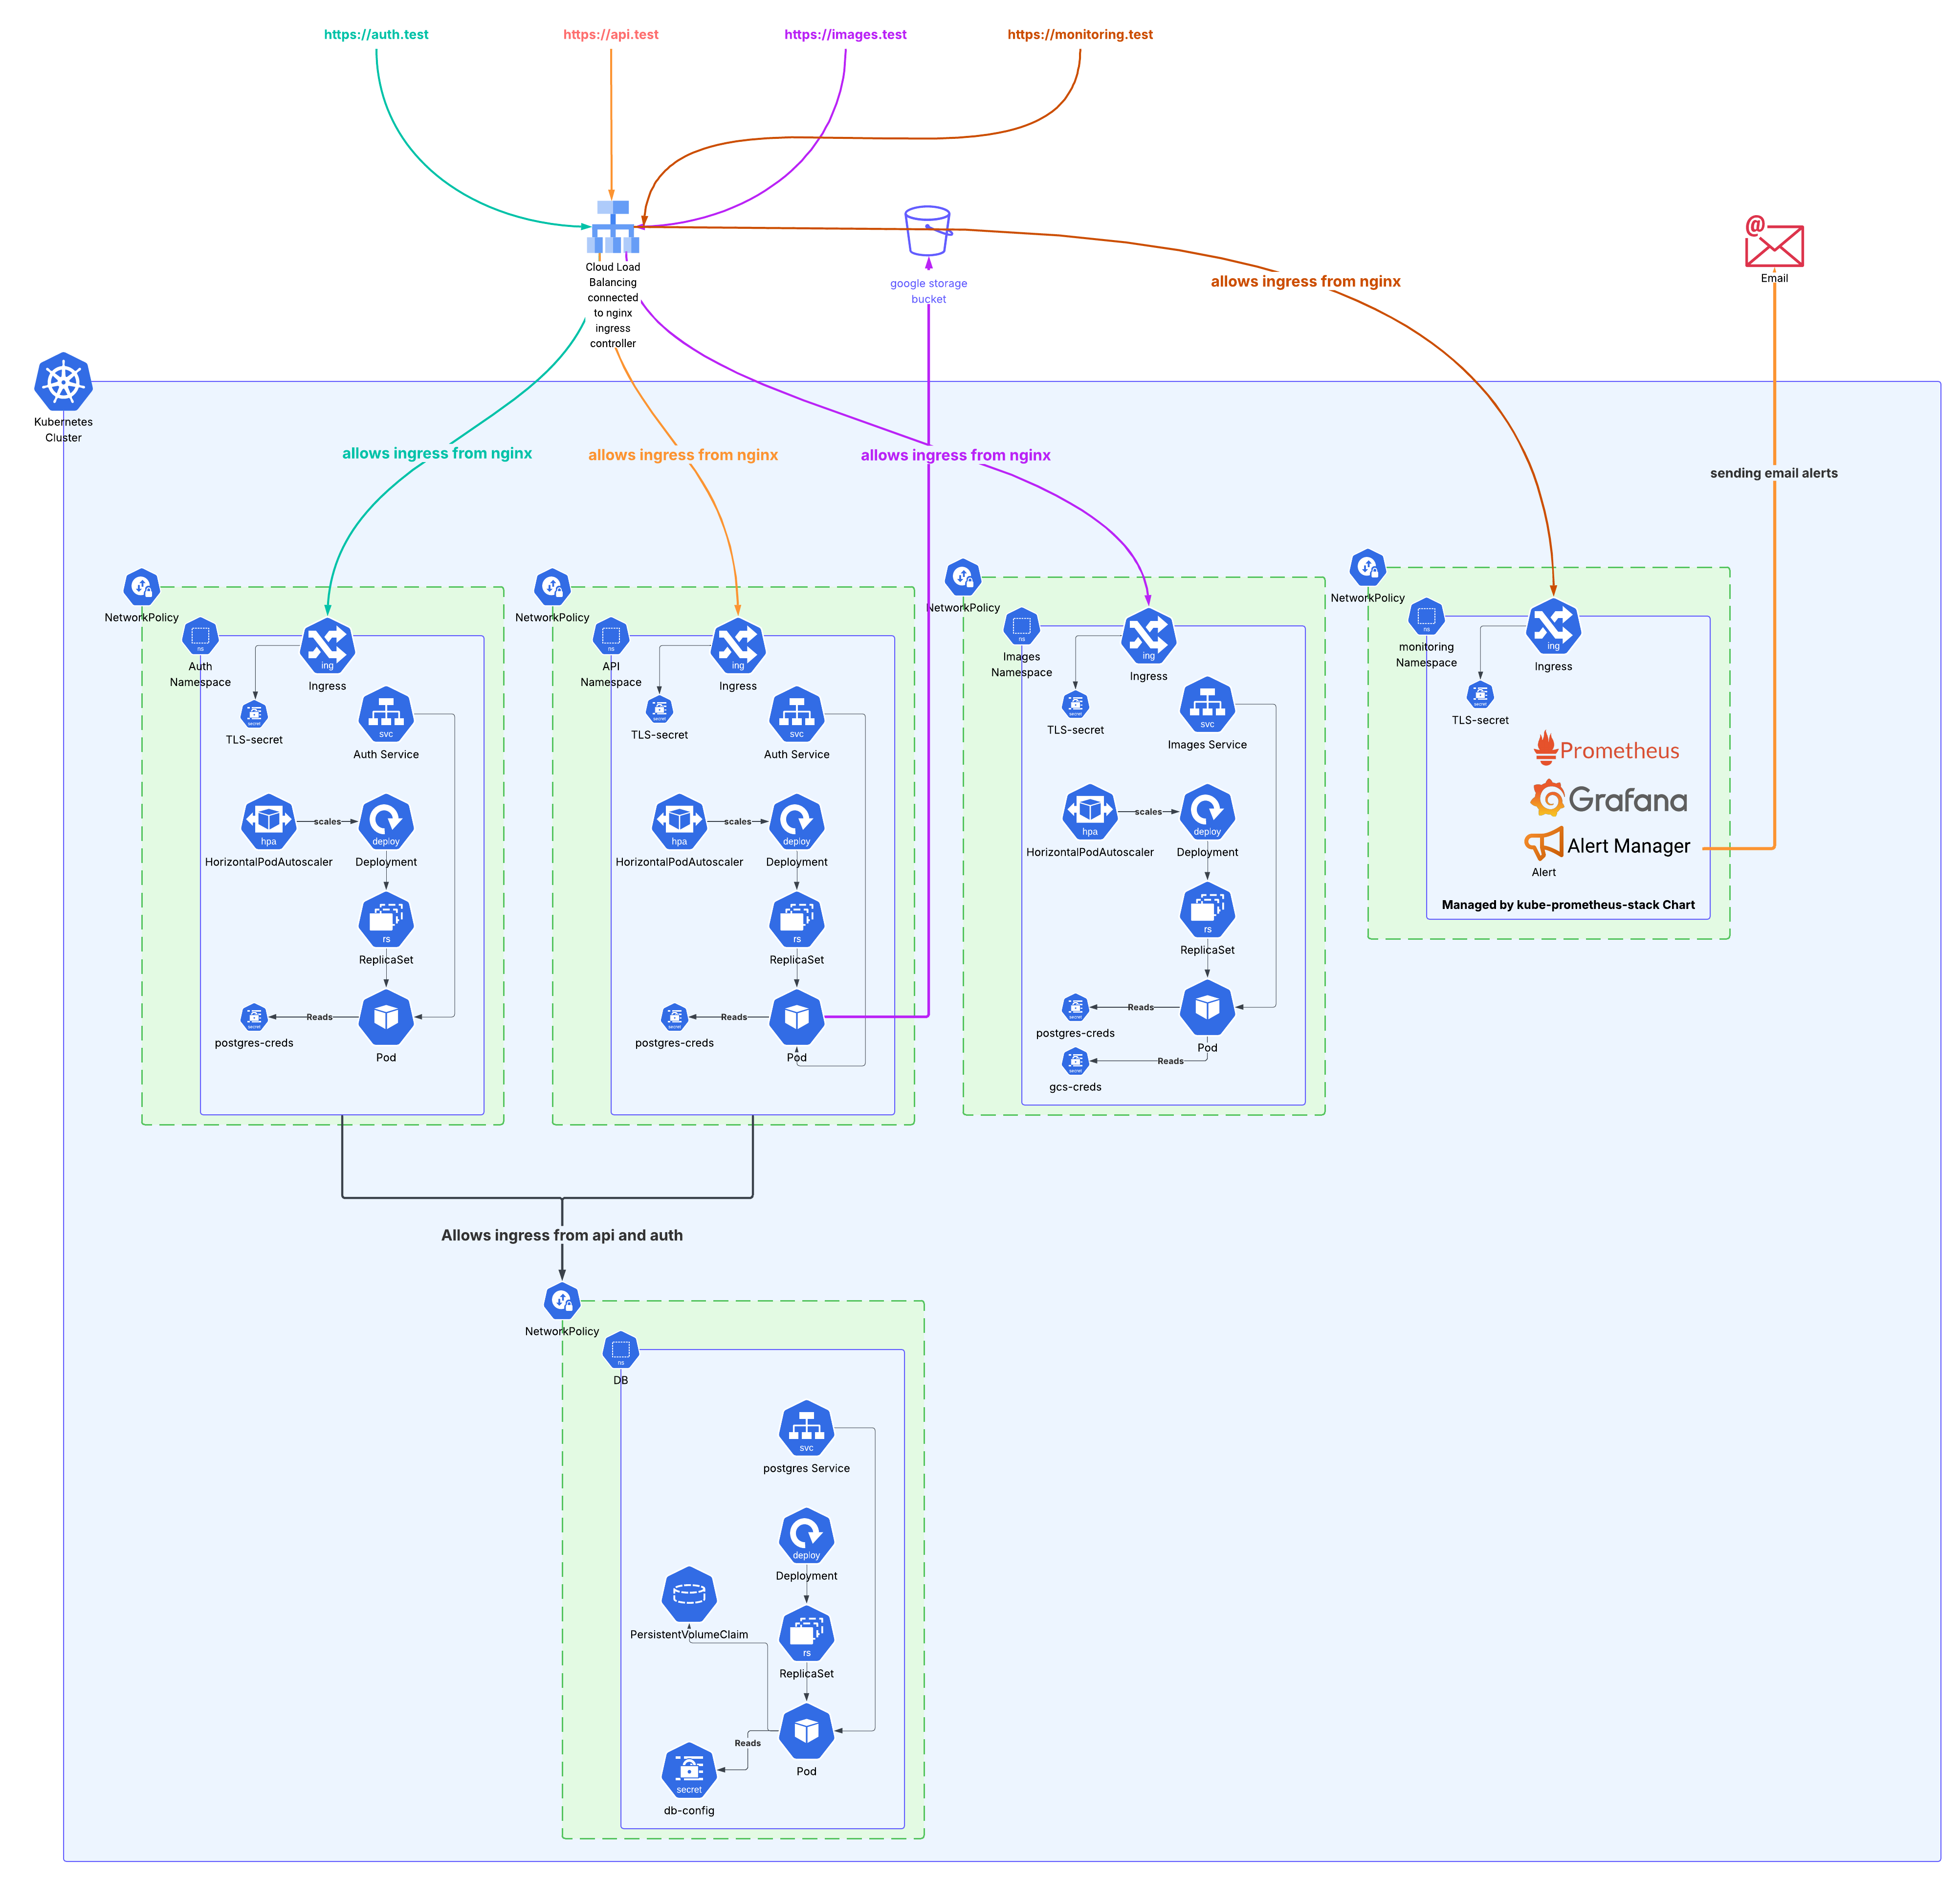 https://auth.test
https://api.test
https://images.test
https://monitoring.test
Cloud Load
Balancing
connected
to nginx
ingress
controller
google storage
bucket
@
Email
allows ingress from nginx
Kubernetes
Cluster
allows ingress from nginx
allows ingress from nginx
allows ingress from nginx
sending email alerts
NetworkPolicy
ns
Auth
Namespace
ing
Ingress
secret
TLS-secret
svc
Auth Service
hpa
HorizontalPodAutoscaler
scales
deploy
Deployment
rs
ReplicaSet
secret
postgres-creds
Reads
Pod
NetworkPolicy
ns
API
Namespace
ing
Ingress
secret
TLS-secret
svc
Auth Service
hpa
HorizontalPodAutoscaler
scales
deploy
Deployment
rs
ReplicaSet
secret
postgres-creds
Reads
Pod
NetworkPolicy
ns
Images
Namespace
ing
Ingress
secret
TLS-secret
svc
Images Service
hpa
HorizontalPodAutoscaler
scales
deploy
Deployment
rs
ReplicaSet
secret
postgres-creds
Reads
Pod
secret
gcs-creds
Reads
NetworkPolicy
ns
monitoring
Namespace
ing
Ingress
secret
TLS-secret
Prometheus
Grafana
Alert Manager
Alert
Managed by kube-prometheus-stack Chart
Allows ingress from api and auth
NetworkPolicy
ns
DB
svc
postgres Service
deploy
Deployment
PersistentVolumeClaim
rs
ReplicaSet
Reads
Pod
secret
db-config